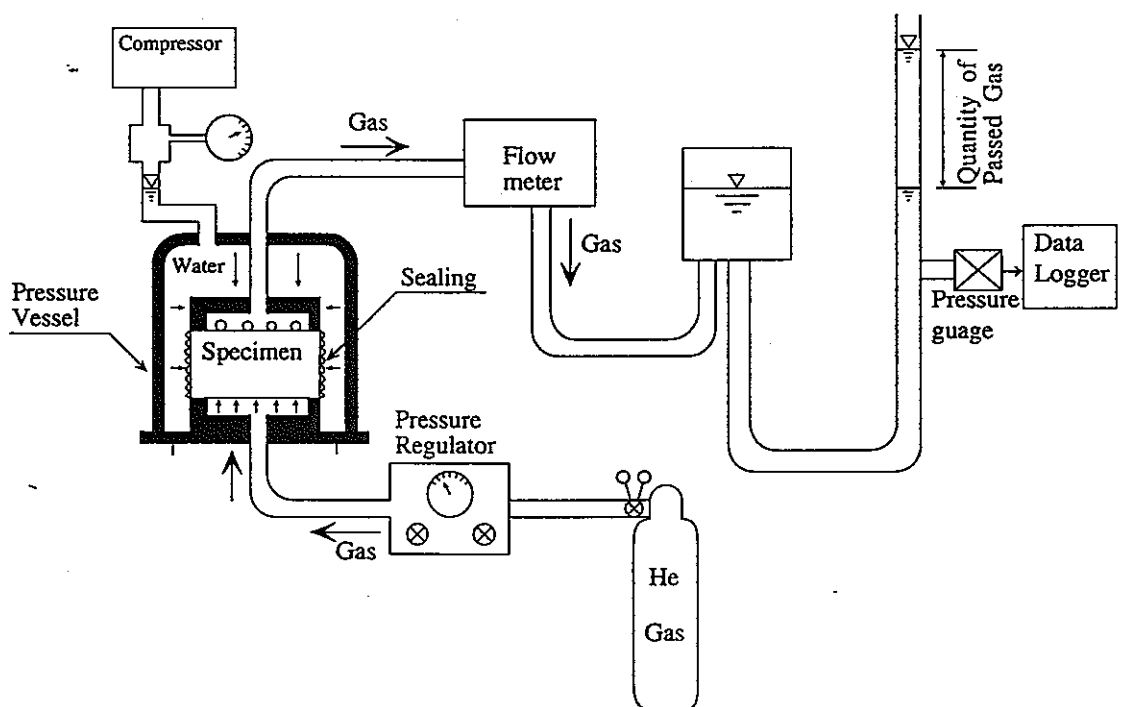 Compressor
Gas
Flow
meter
Quantity of
Passed Gas
Gas
Water
Sealing
Data
Logger
Pressure
guage
Pressure
Vessel
Specimen
Pressure
Regulator
Gas
He
Gas